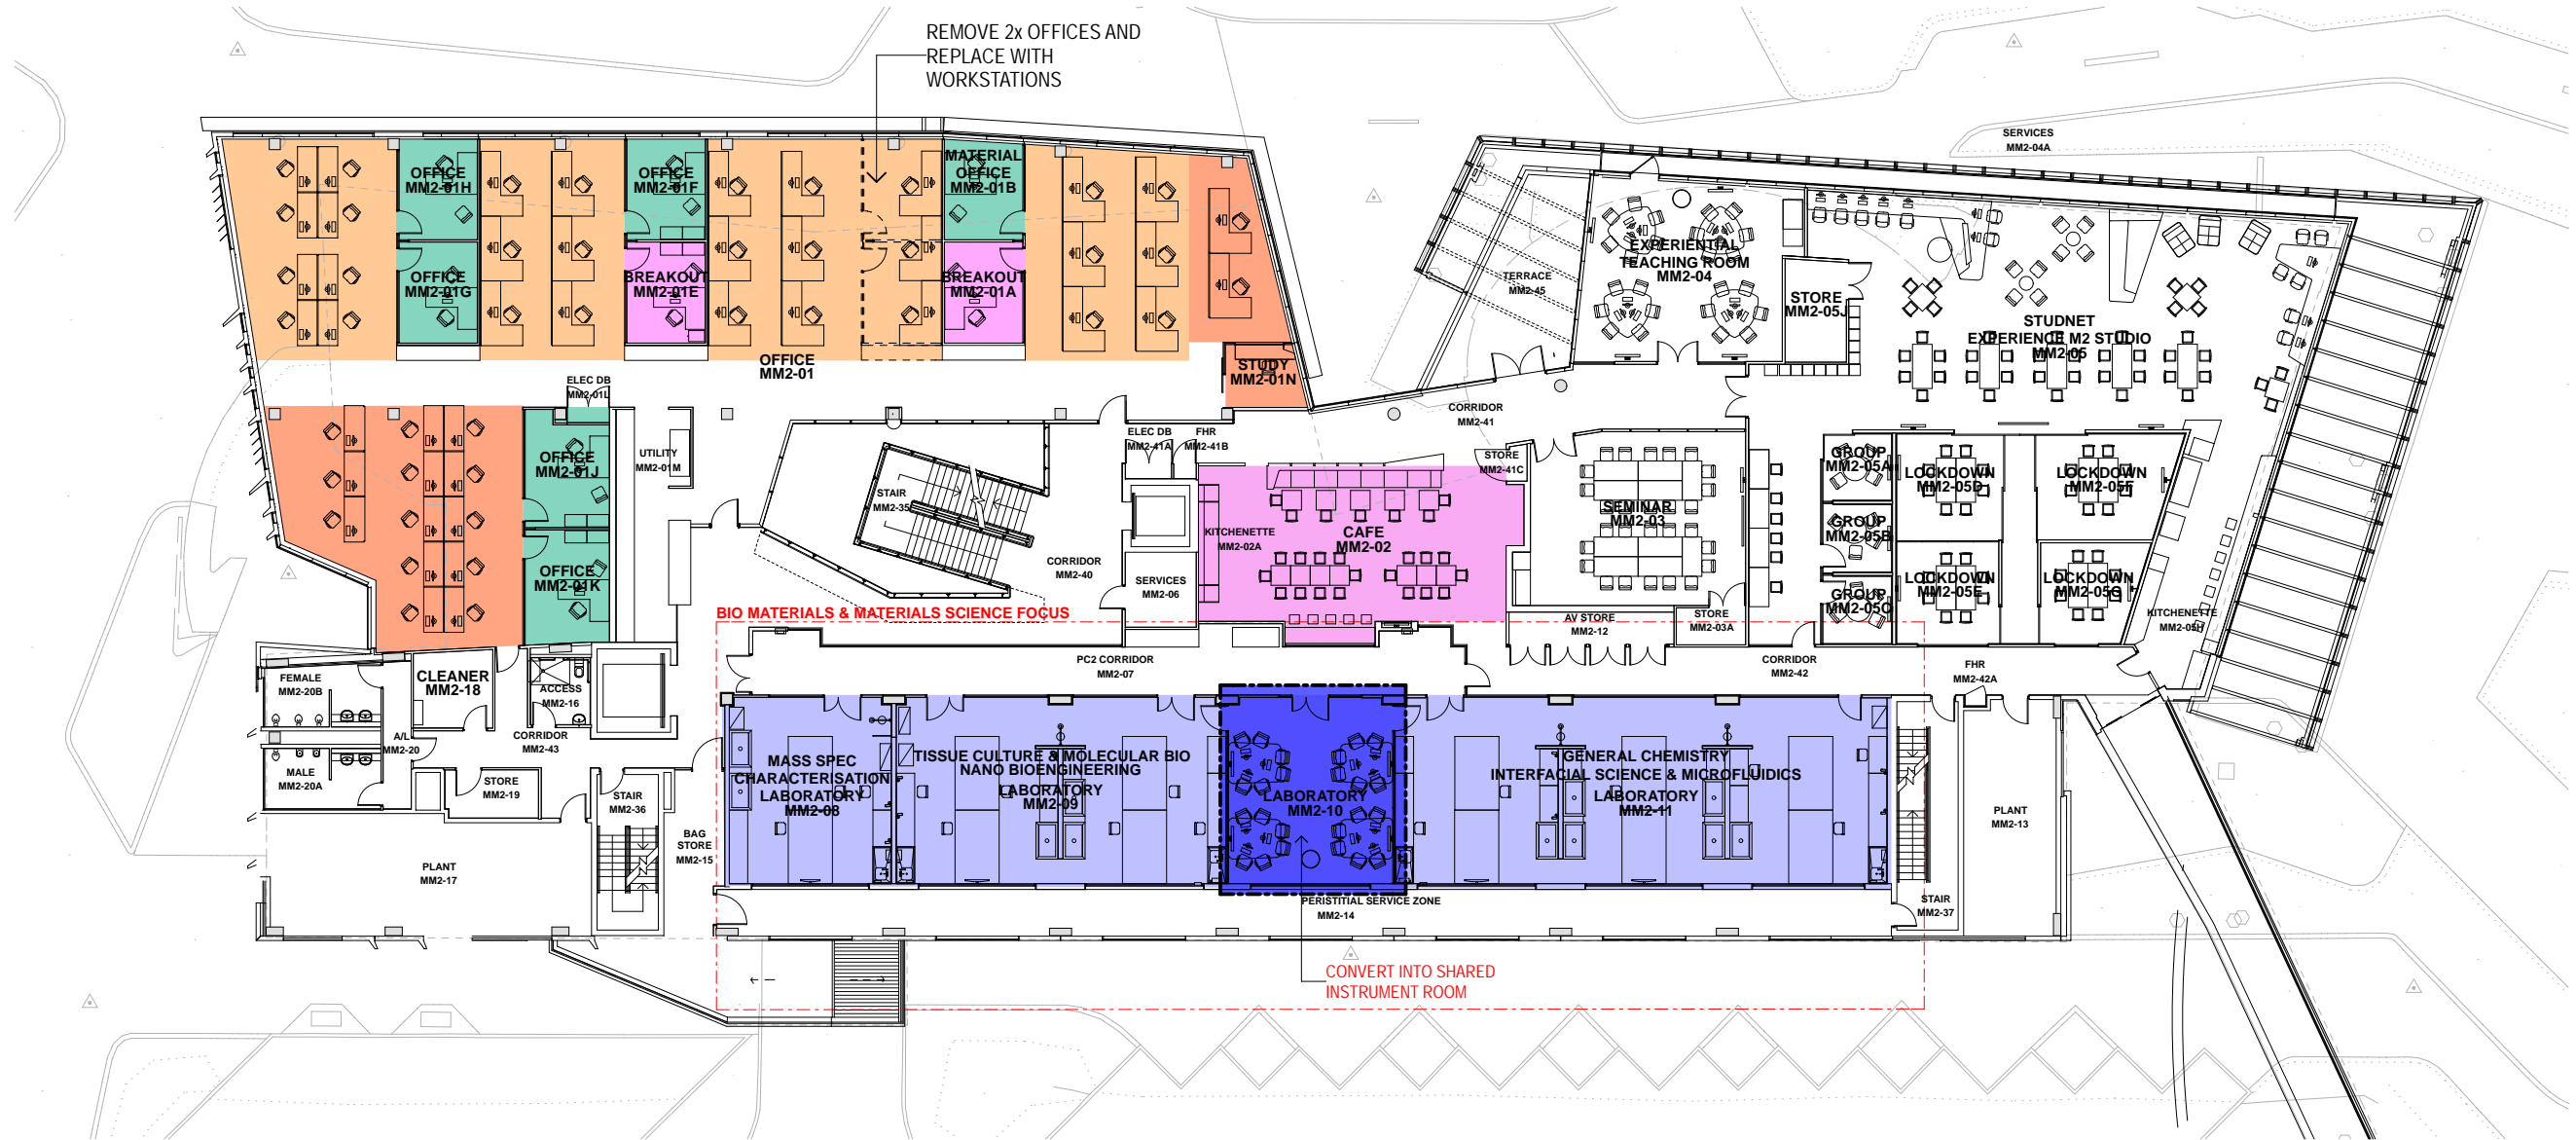 REMOVE 2x OFFICES AND
REPLACE WITH
WORKSTATIONS
SERVICES
MM2-04A
OFFICE
MM2-01H
OFFICE
MM2-01F
MATERIAL
OFFICE
MM2-01B
OFFICE
MM2-01G
BREAKOUT
MM2-01E
BREAKOUT
MM2-01A
EXPERIENTIAL
TEACHING ROOM
MM2-04
TERRACE
MM2-45
STORE
MM2-05J
STUDNET
EXPERIENCE M2 STUDIO
MM2-05
OFFICE
MM2-01
STUDY
MM2-01N
ELEC DB
MM2-01L
CORRIDOR
MM2-41
ELEC DB
MM2-41A
FHR
MM2-41B
UTILITY
MM2-01M
OFFICE
MM2-01J
STORE
MM2-41C
STAIR
MM2-35
GROUP
MM2-05A
LOCKDOWN
MM2-05D
LOCKDOWN
MM2-05F
SEMINAR
MM2-03
KITCHENETTE
MM2-02A
CAFE
MM2-02
GROUP
MM2-05B
CORRIDOR
MM2-40
OFFICE
MM2-01K
SERVICES
MM2-06
LOCKDOWN
MM2-05E
LOCKDOWN
MM2-05G
GROUP
MM2-05C
KITCHENETTE
MM2-05H
BIO MATERIALS & MATERIALS SCIENCE FOCUS
AV STORE
MM2-12
STORE
MM2-03A
PC2 CORRIDOR
MM2-07
CORRIDOR
MM2-42
FHR
MM2-42A
FEMALE
MM2-20B
CLEANER
MM2-18
ACCESS
MM2-16
A/L
MM2-20
CORRIDOR
MM2-43
MALE
MM2-20A
STORE
MM2-19
STAIR
MM2-36
MASS SPEC
CHARACTERISATION
LABORATORY
MM2-08
TISSUE CULTURE & MOLECULAR BIO
NANO BIOENGINEERING
LABORATORY
MM2-09
LABORATORY
MM2-10
GENERAL CHEMISTRY
INTERFACIAL SCIENCE & MICROFLUIDICS
LABORATORY
MM2-11
PLANT
MM2-13
BAG
STORE
MM2-15
PLANT
MM2-17
PERISTITIAL SERVICE ZONE
MM2-14
STAIR
MM2-37
CONVERT INTO SHARED
INSTRUMENT ROOM